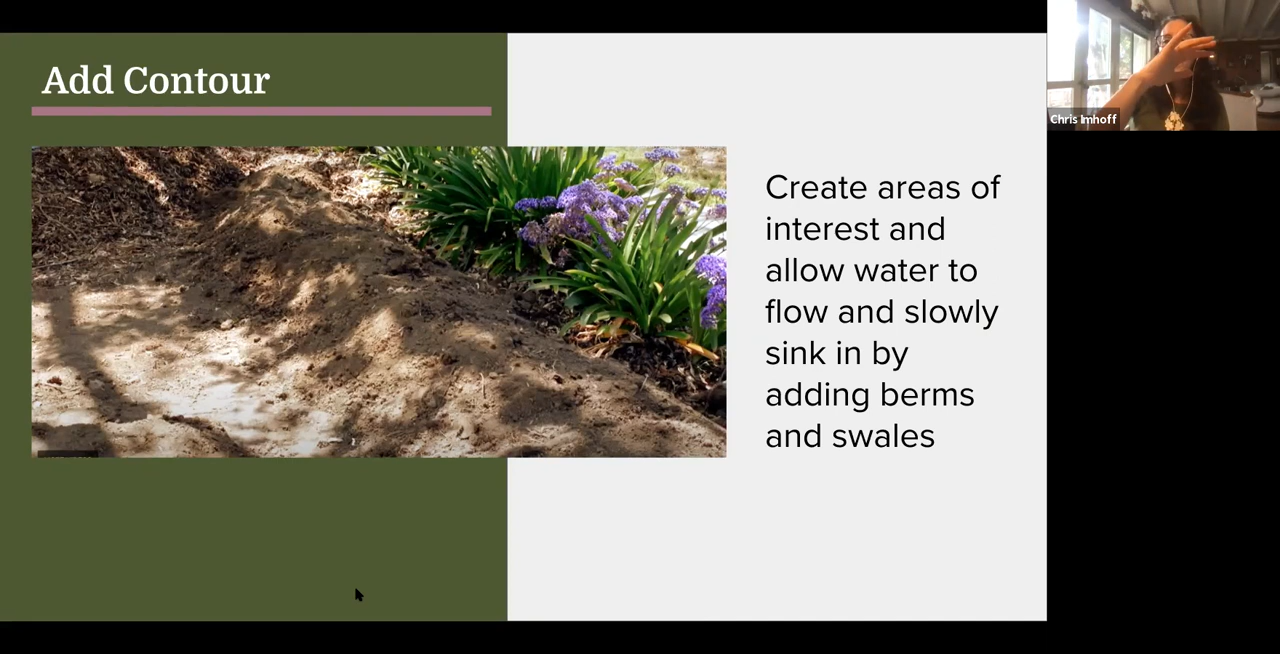 Add Contour
Create areas of
interest and
allow water to
flow and slowly
sink in by
adding berms
and swales
Chris Imhoff